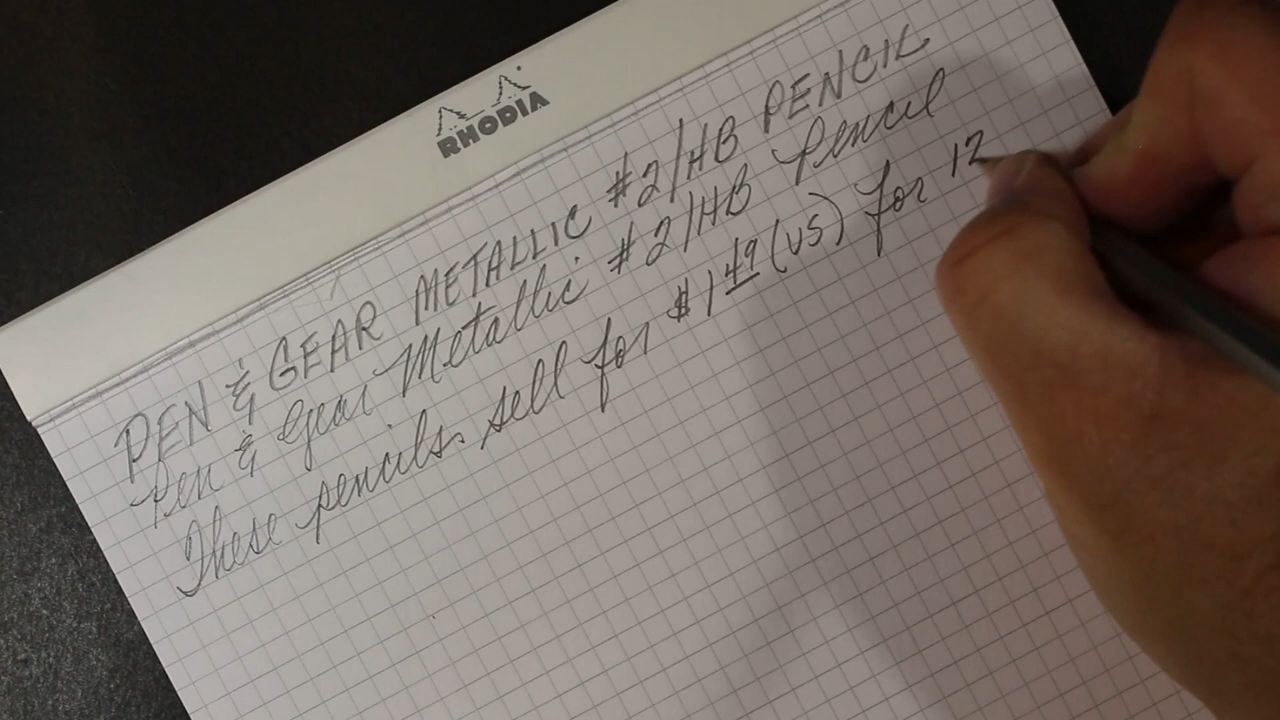 RHODIA
PEN & GEAR METALLIC #2/HB PENCIL
Pen & Gear Metallic #2/HB Pencil
These pencils sell for $1 49 (US) for 12